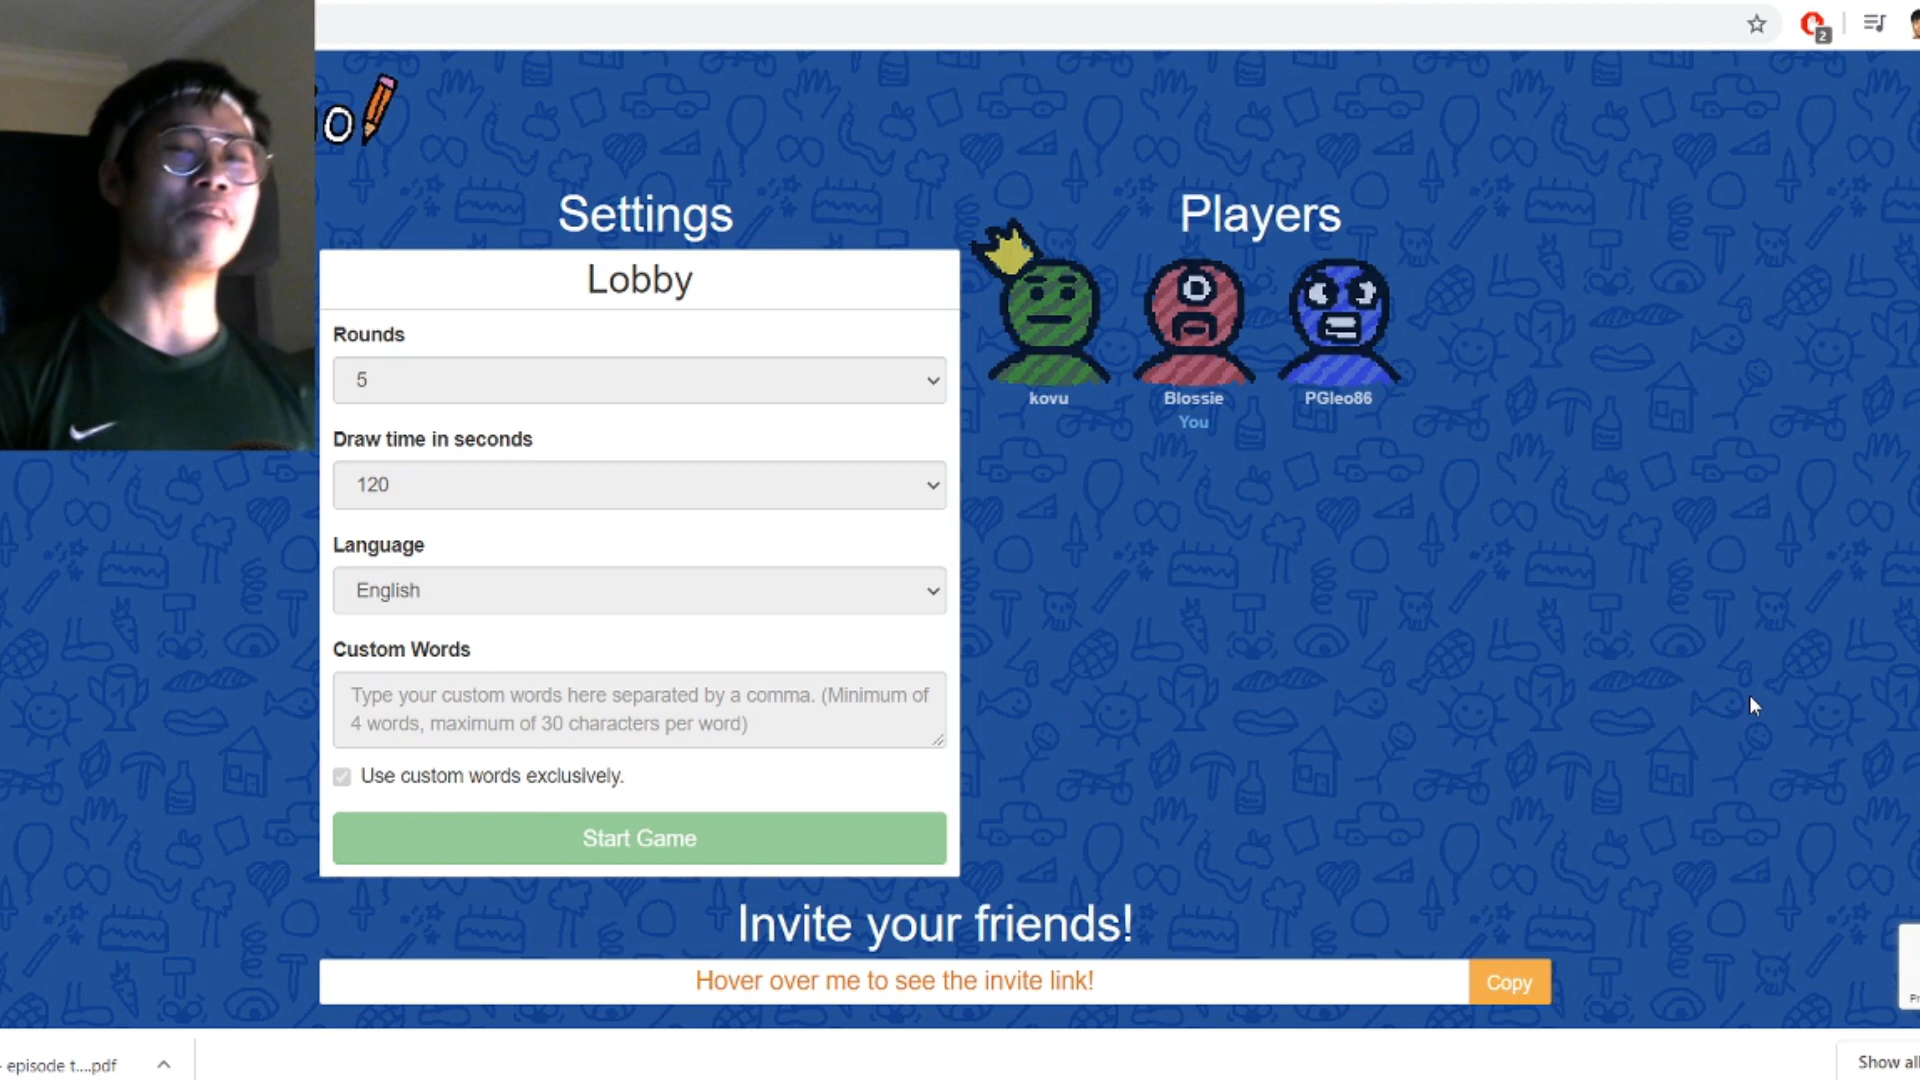 io
2
Settings
Players
Lobby
Rounds
5
kovu
Blossie
PGleo86
You
Draw time in seconds
120
Language
English
Custom Words
Type your custom words here separated by a comma. (Minimum of
4 words, maximum of 30 characters per word)
Use custom words exclusively.
Start Game
Invite your friends!
Hover over me to see the invite link!
Copy
- episode t....pdf
Show all